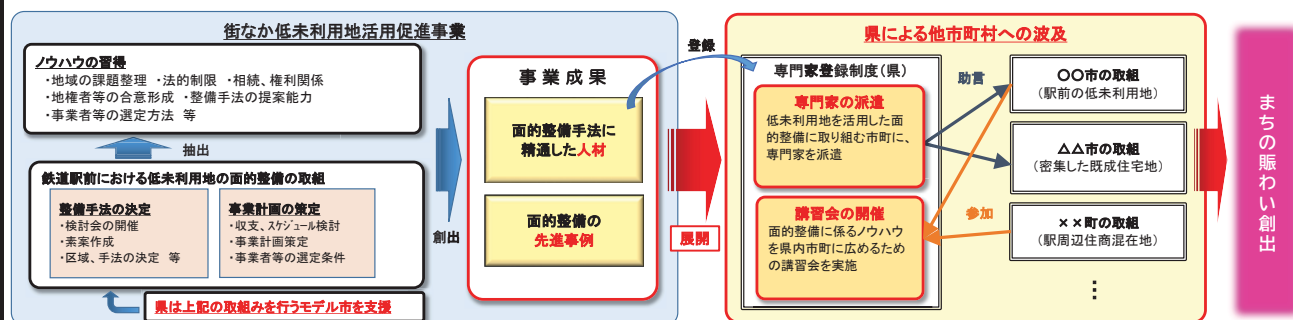 街なか低未利用地活用促進事業
ノウハウの習得
・地域の課題整理 ・法的制限 ・相続、権利関係
・地権者等の合意形成 ・整備手法の提案能力
・事業者等の選定方法 等
抽出
鉄道駅前における低未利用地の面的整備の取組
整備手法の決定
・検討会の開催
・素案作成
・区域、手法の決定 等
事業計画の策定
・収支、スケジュール検討
・事業計画策定
・事業者等の選定条件
県は上記の取組みを行うモデル市を支援
創出
事業成果
面的整備手法に
精通した人材
面的整備の
先進事例
登録
展開
県による他市町村への波及
専門家登録制度(県)
専門家の派遣
低未利用地を活用した面
的整備に取り組む市町に、
専門家を派遣
講習会の開催
面的整備に係るノウハウ
を県内市町に広めるため
の講習会を実施
助言
参加
〇〇市の取組
(駅前の低未利用地)
△△市の取組
(密集した既成住宅地)
××町の取組
(駅周辺住商混在地)
⋮
まちの賑わい創出